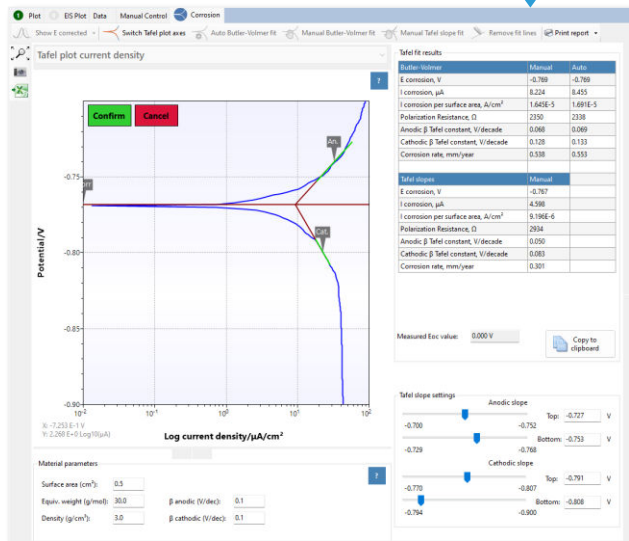 Plot EIS Plot Data Manual Control Corrosion
Show E corrected Switch Tafel plot axes Auto Butler-Volmer fit Manual Butler-Volmer fit Manual Tafel slope fit Remove fit lines Print report
Tafel plot current density
?
Confirm Cancel
An.
Cat.
Potential/V
-0.75
-0.80
-0.85
-0.90
10-2 10-1 100 101 102
Log current density/µA/cm²
X: -7.253 E-1 V
Y: 2.269 E+0 Log10(µA)
Material parameters
?
Surface area (cm²): 0.5
Equiv. weight (g/mol): 30.0 β anodic (V/dec): 0.1
Density (g/cm³): 3.0 β cathodic (V/dec): 0.1
Tafel fit results
Butler-Volmer Manual Auto
E corrosion, V -0.769 -0.769
I corrosion, µA 8.224 8.455
I corrosion per surface area, A/cm² 1.645E-5 1.691E-5
Polarization Resistance, Ω 2350 2338
Anodic β Tafel constant, V/decade 0.068 0.069
Cathodic β Tafel constant, V/decade 0.128 0.133
Corrosion rate, mm/year 0.538 0.553
Tafel slopes Manual
E corrosion, V -0.767
I corrosion, µA 4.598
I corrosion per surface area, A/cm² 9.196E-6
Polarization Resistance, Ω 2934
Anodic β Tafel constant, V/decade 0.050
Cathodic β Tafel constant, V/decade 0.083
Corrosion rate, mm/year 0.301
Measured Eoc value: 0.000 V
Copy to
clipboard
Tafel slope settings
Anodic slope
Top: -0.727 V
-0.700 -0.752
Bottom: -0.753 V
-0.729 -0.768
Cathodic slope
Top: -0.791 V
-0.770 -0.807
Bottom: -0.808 V
-0.794 -0.900